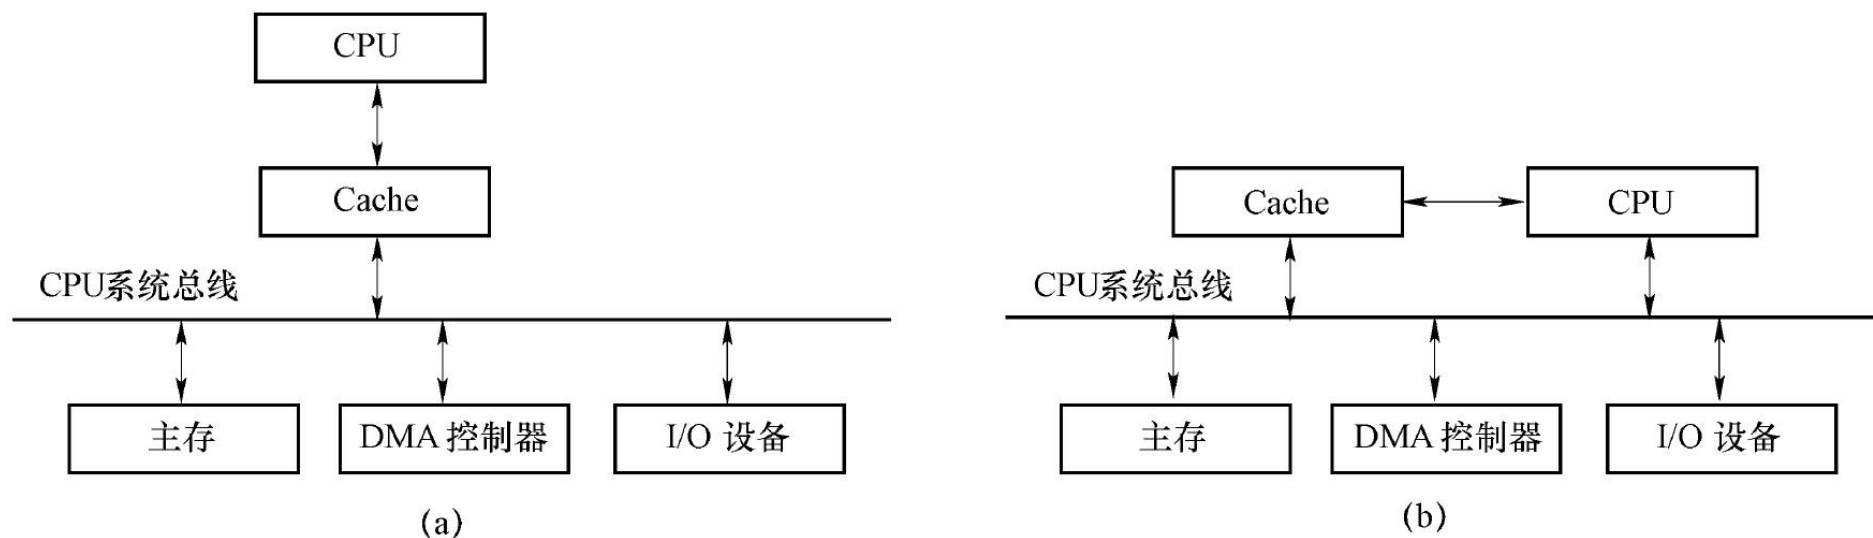 CPU
Cache
CPU系统总线
主存
DMA 控制器
I/O 设备
(a)
Cache
CPU
CPU系统总线
主存
DMA 控制器
I/O 设备
(b)